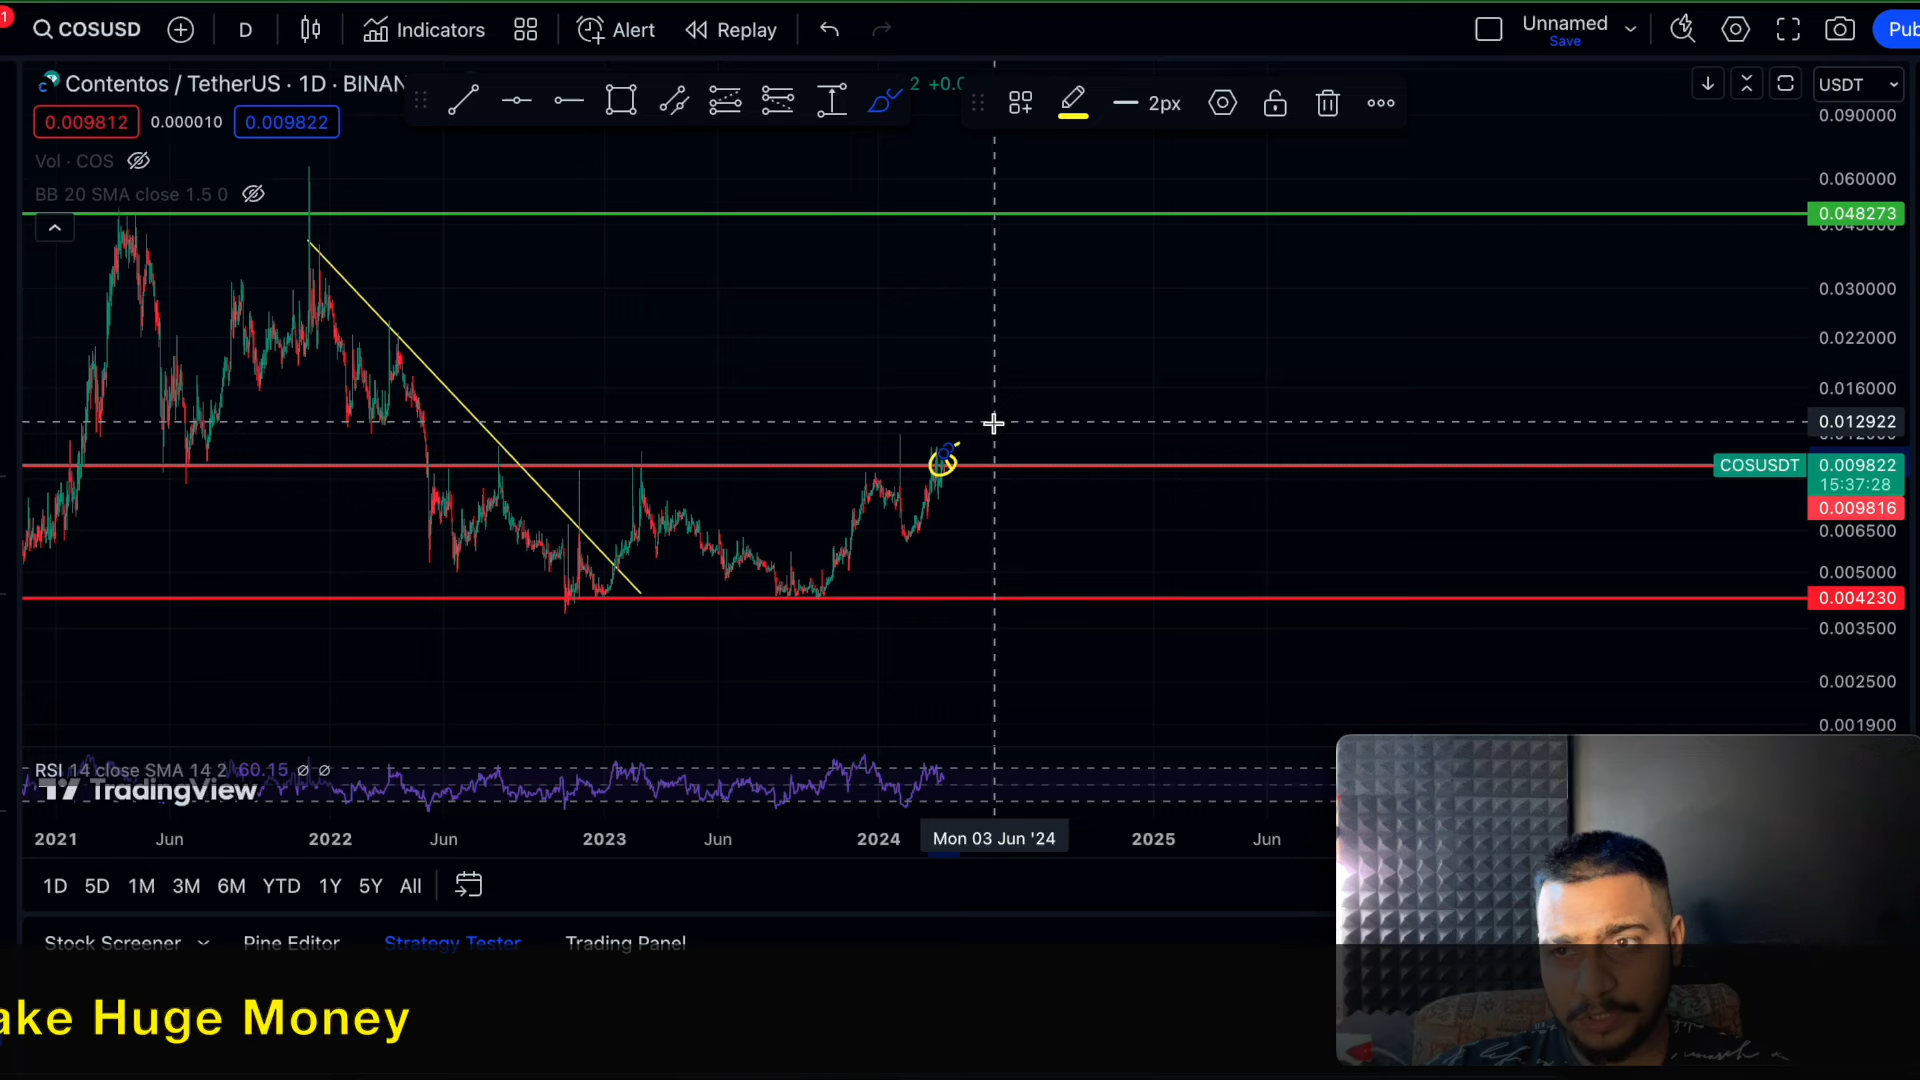 1
COSUSD
D
Indicators
Alert
Replay
Unnamed
Save
Pub
Contentos / TetherUS · 1D · BINAN
2 +0.0
2px
USDT
0.009812
0.000010
0.009822
Vol · COS
BB 20 SMA close 1.5 0
0.090000
0.060000
0.048273
0.030000
0.022000
0.016000
0.012922
COSUSDT
0.009822
15:37:28
0.009816
0.006500
0.005000
0.004230
0.003500
0.002500
0.001900
RSI 14 close SMA 14 2 60.15 ∅ ∅
TradingView
2021
Jun
2022
Jun
2023
Jun
2024
Mon 03 Jun '24
2025
Jun
1D 5D 1M 3M 6M YTD 1Y 5Y All
Stock Screener
Pine Editor
Strategy Tester
Trading Panel
ake Huge Money